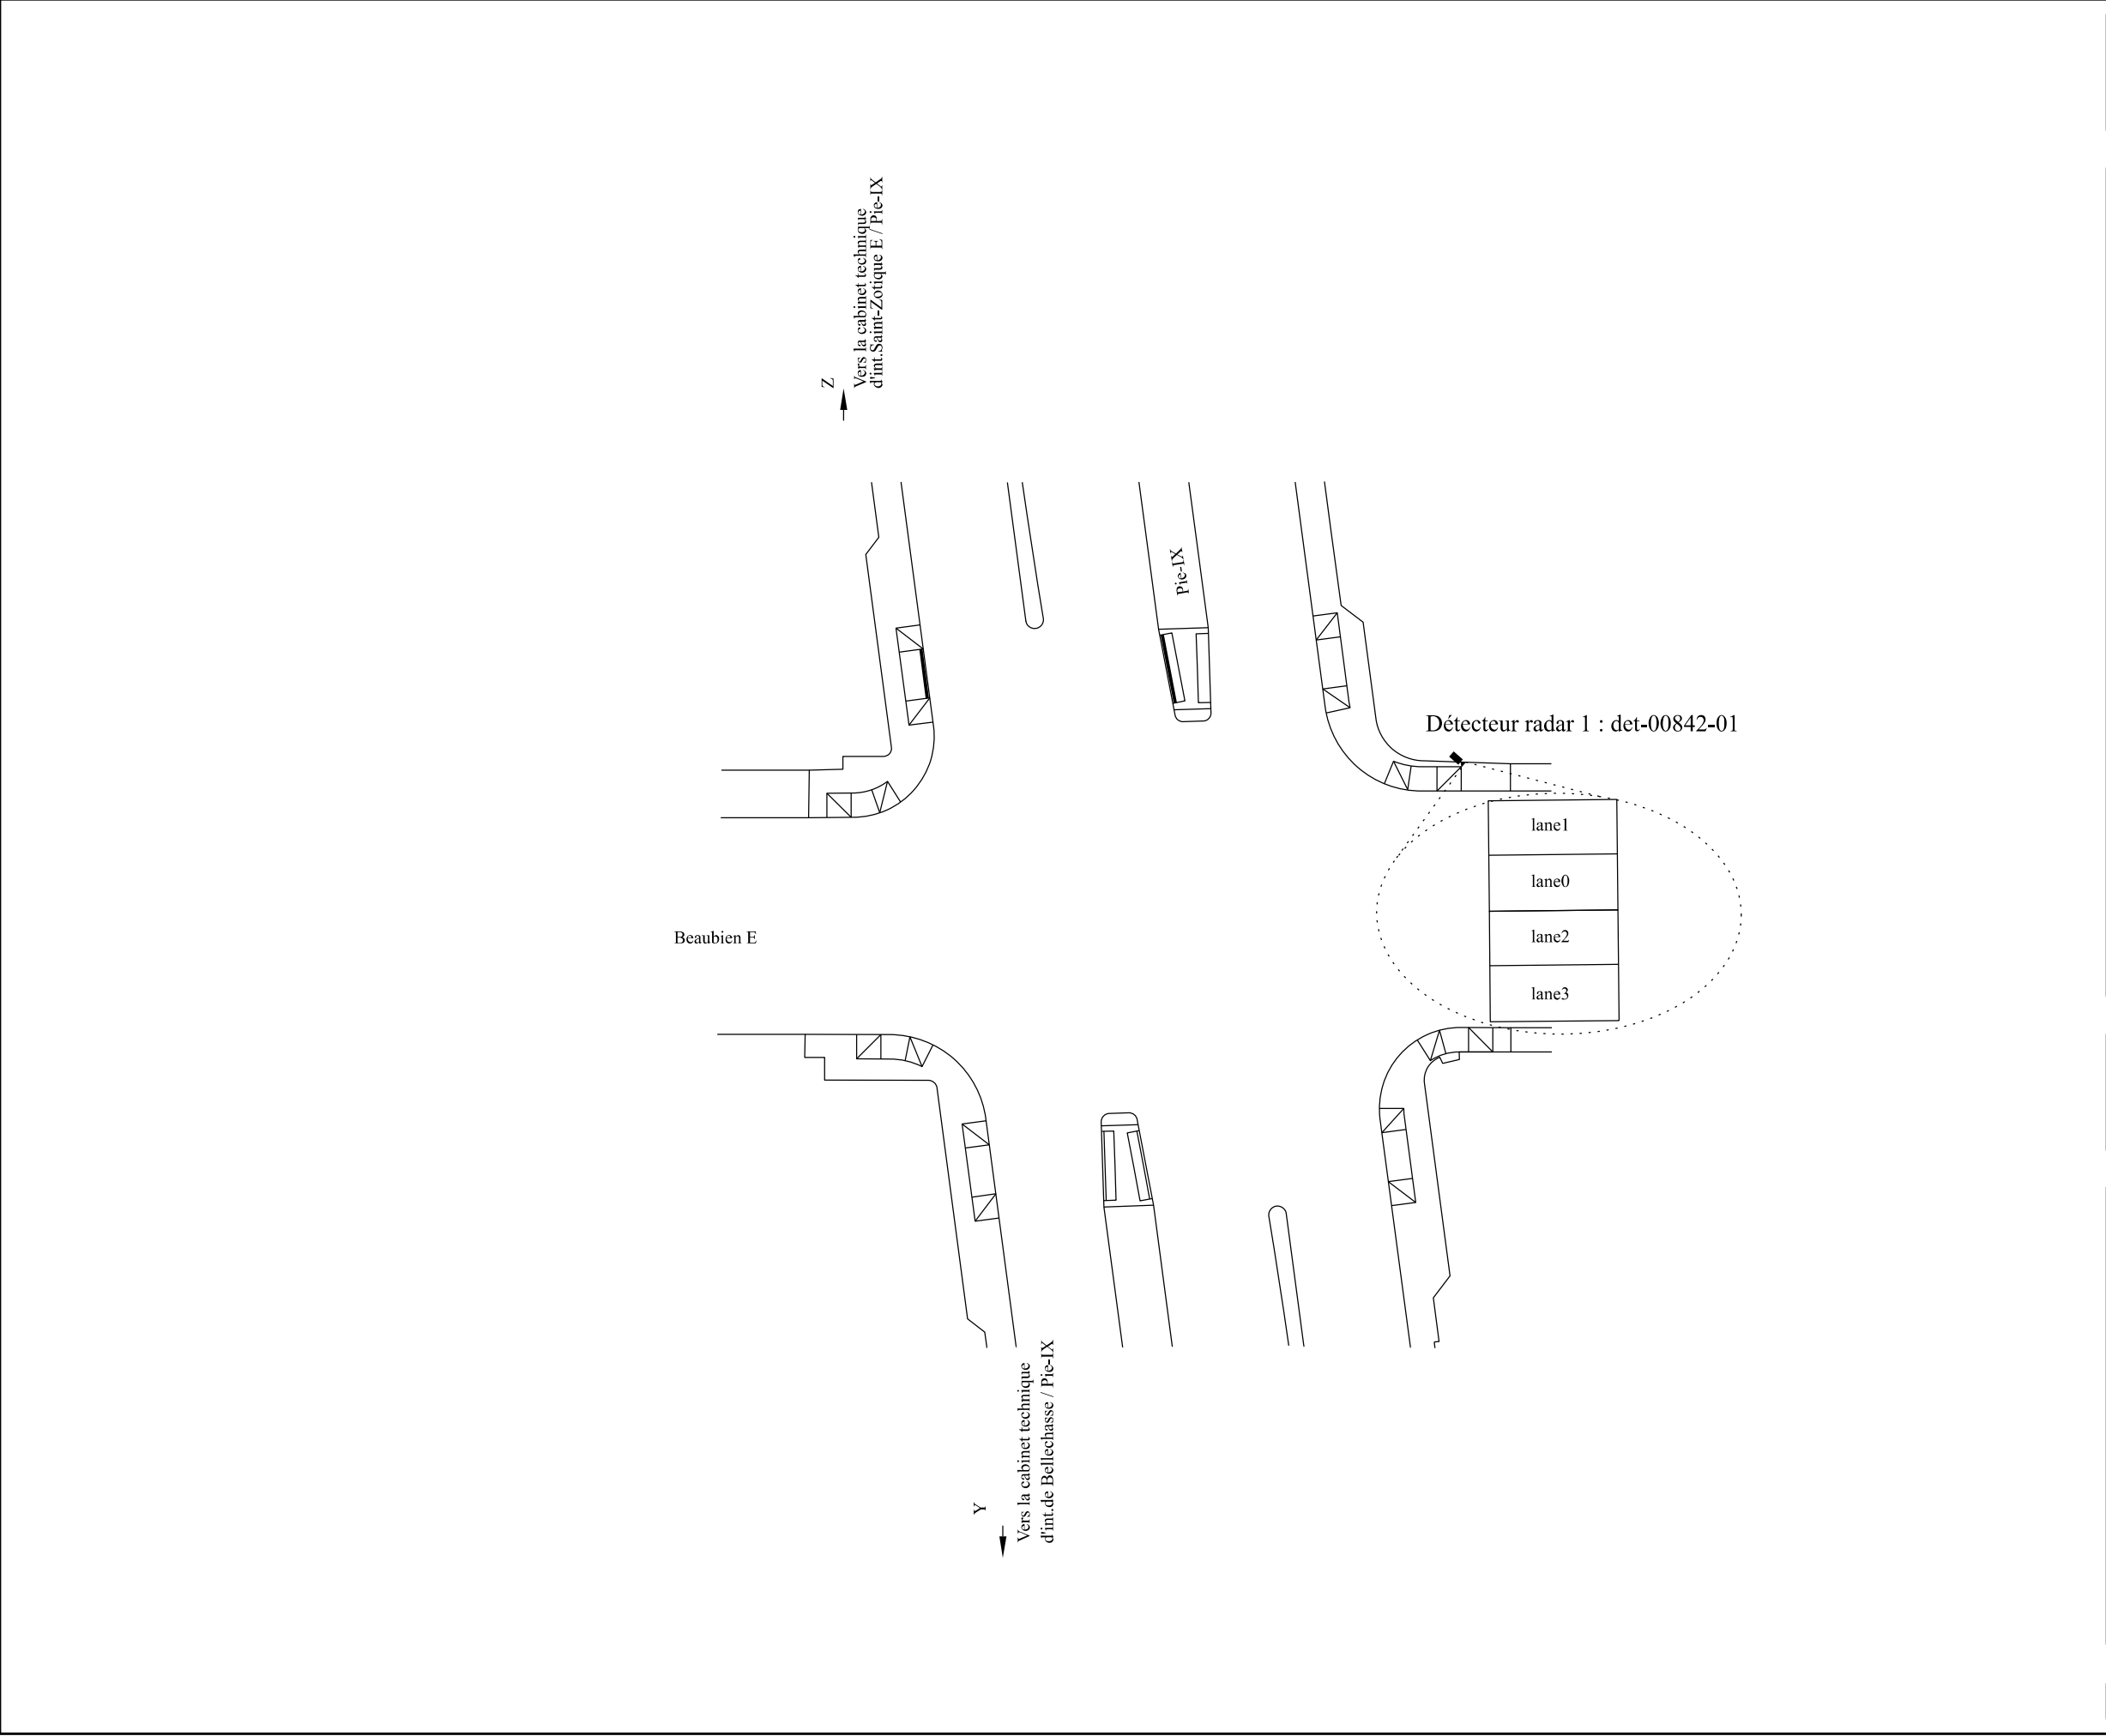 Z
Vers la cabinet technique
d'int.Saint-Zotique E / Pie-IX
Pie-IX
Détecteur radar 1 : det-00842-01
lane1
lane0
Beaubien E
lane2
lane3
Y
Vers la cabinet technique
d'int.de Bellechasse / Pie-IX